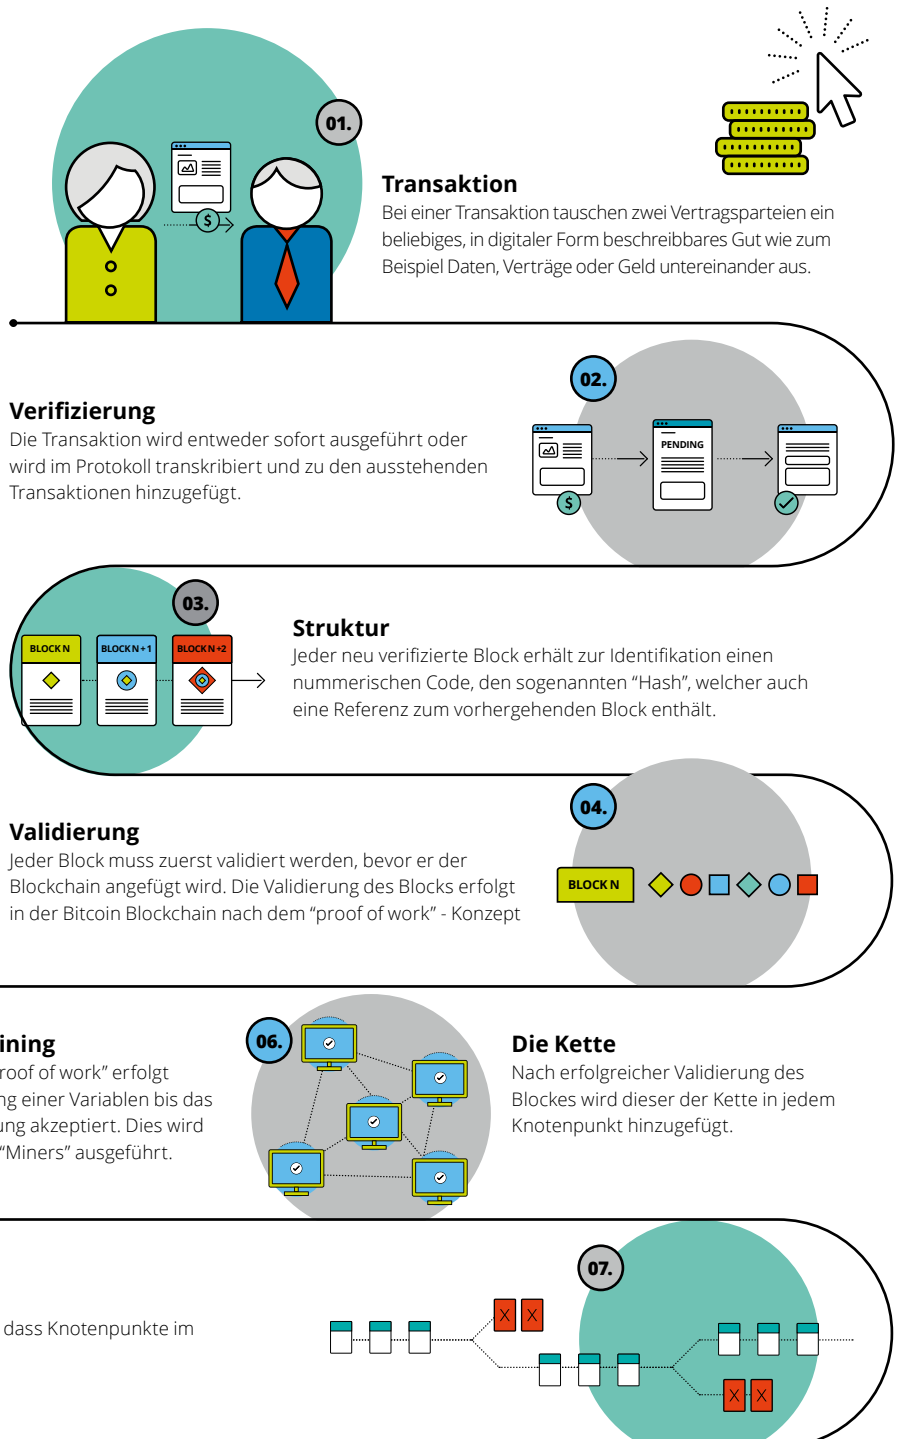 01.
Transaktion
Bei einer Transaktion tauschen zwei Vertragsparteien ein
beliebiges, in digitaler Form beschreibbares Gut wie zum
Beispiel Daten, Verträge oder Geld untereinander aus.
$
02.
Verifizierung
Die Transaktion wird entweder sofort ausgeführt oder
wird im Protokoll transkribiert und zu den ausstehenden
Transaktionen hinzugefügt.
PENDING
$
03.
BLOCK N
BLOCK N + 1
BLOCK N +2
Struktur
Jeder neu verifizierte Block erhält zur Identifikation einen
nummerischen Code, den sogenannten “Hash”, welcher auch
eine Referenz zum vorhergehenden Block enthält.
04.
Validierung
Jeder Block muss zuerst validiert werden, bevor er der
Blockchain angefügt wird. Die Validierung des Blocks erfolgt
in der Bitcoin Blockchain nach dem “proof of work” - Konzept
BLOCK N
ining
roof of work” erfolgt
ng einer Variablen bis das
ung akzeptiert. Dies wird
“Miners” ausgeführt.
06.
Die Kette
Nach erfolgreicher Validierung des
Blockes wird dieser der Kette in jedem
Knotenpunkt hinzugefügt.
07.
dass Knotenpunkte im
X X
X X